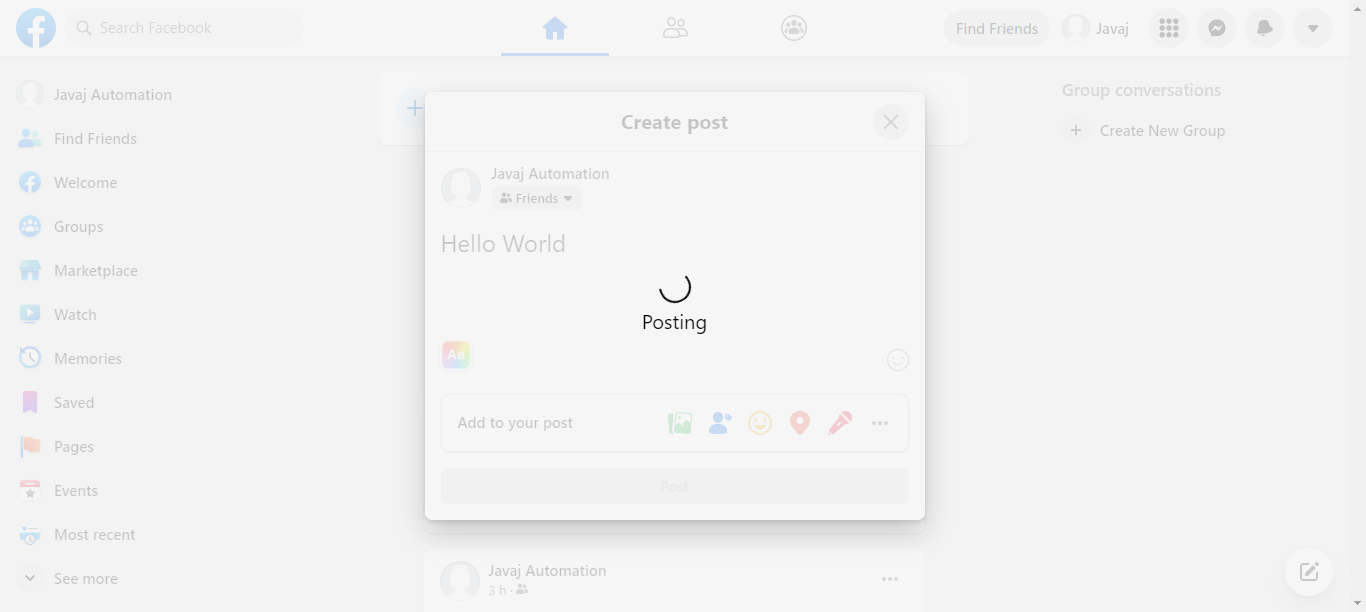 Search Facebook
Find Friends
Javaj
Javaj Automation
Find Friends
Welcome
Groups
Marketplace
Watch
Memories
Saved
Pages
Events
Most recent
See more
Create post
Javaj Automation
Friends
Hello World
Posting
Aa
Add to your post
Post
Javaj Automation
3 h ·
Group conversations
Create New Group